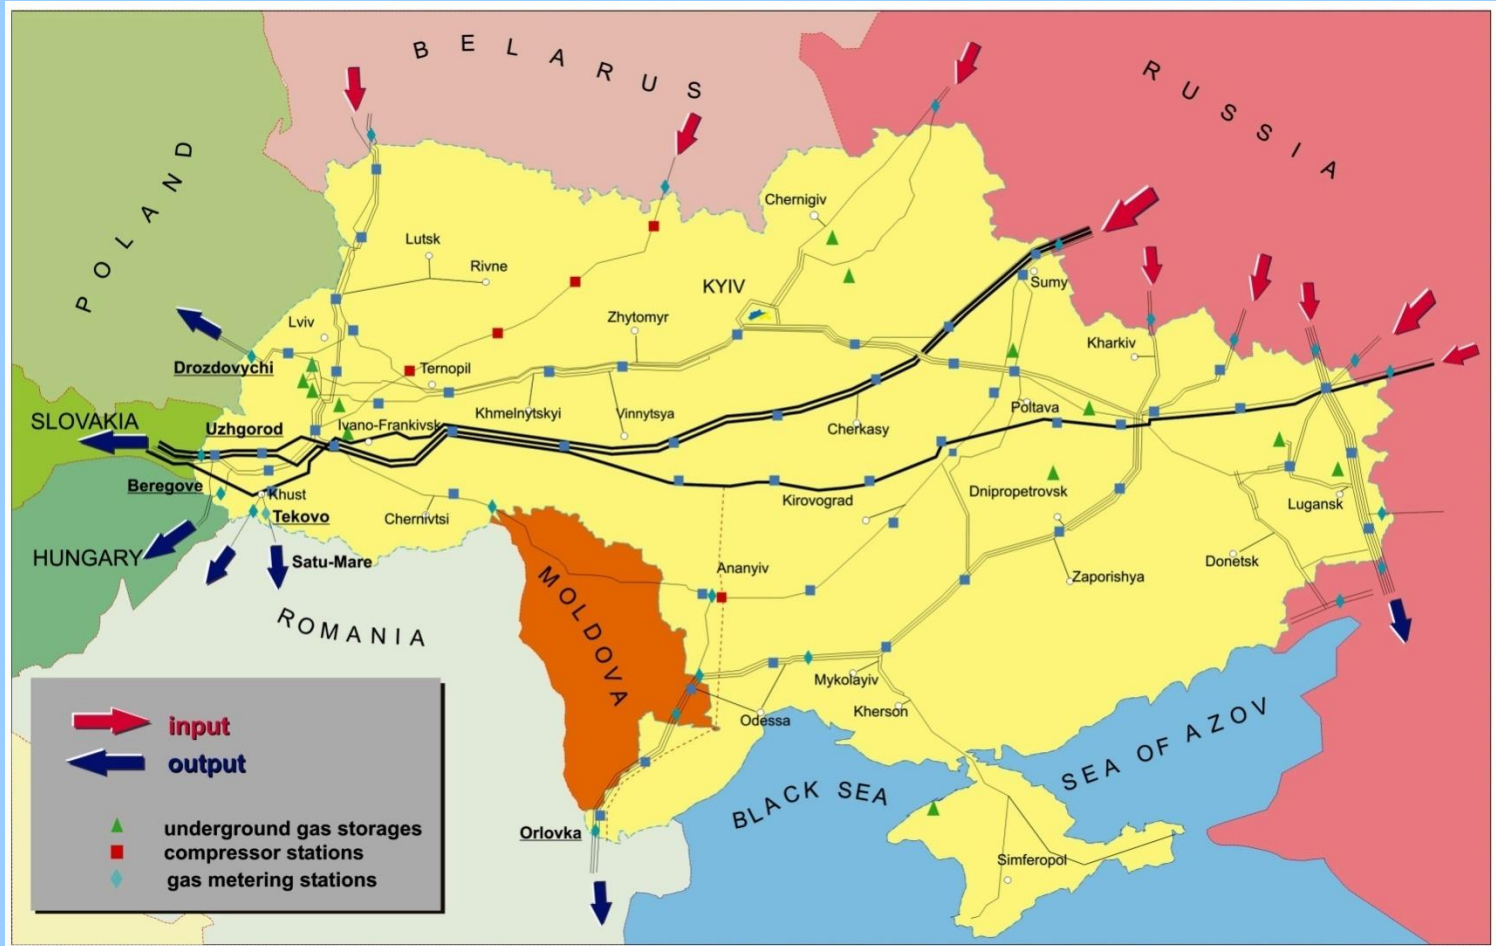 BELARUS
RUSSIA
POLAND
Chernigiv
Lutsk
Rivne
KYIV
Sumy
Lviv
Zhytomyr
Kharkiv
Drozdovychi
Ternopil
SLOVAKIA
Uzhgorod
Ivano-Frankivsk
Khmelnytskyi
Vinnytsya
Cherkasy
Poltava
Beregove
Khust
Tekovo
Chernivtsi
Kirovograd
Dnipropetrovsk
Lugansk
HUNGARY
Satu-Mare
Ananyiv
Zaporishya
Donetsk
ROMANIA
MOLDOVA
Mykolayiv
Odessa
Kherson
SEA OF AZOV
BLACK SEA
Orlovka
Simferopol
input
output
underground gas storages
compressor stations
gas metering stations